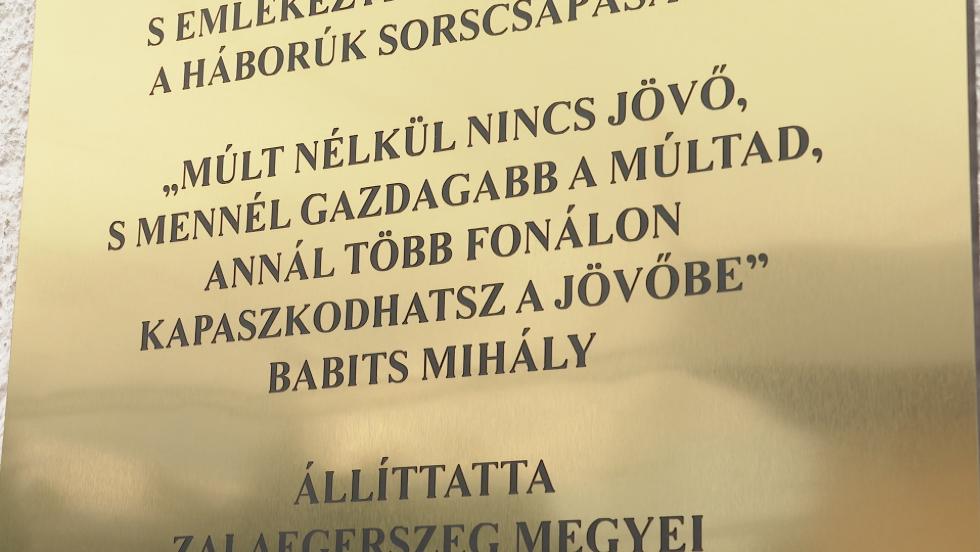 S
A HÁBORÚK SORSCSAPÁSA
„MÚLT NÉLKÜL NINCS JÖVŐ,
S MENNÉL GAZDAGABB A MÚLTAD,
ANNÁL TÖBB FONÁLON
KAPASZKODHATSZ A JÖVŐBE”
BABITS MIHÁLY
ÁLLÍTTATTA
ZALAEGERSZEG MEGYEI